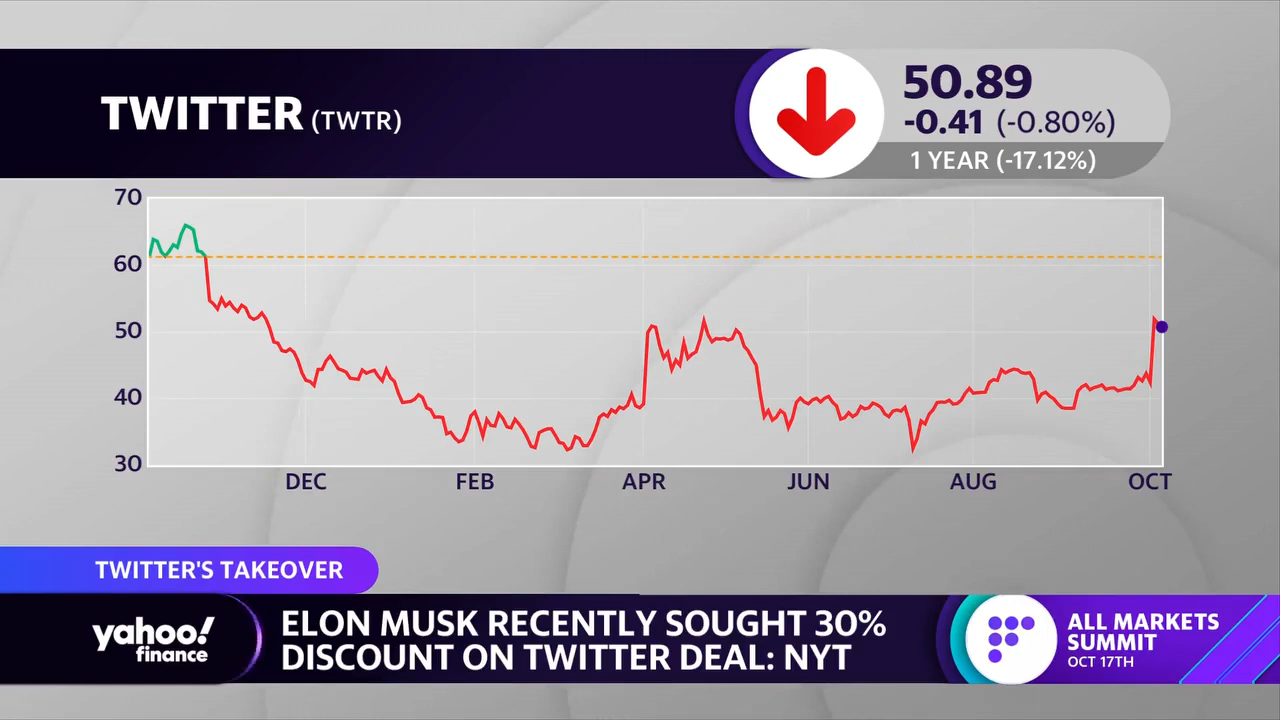 TWITTER (TWTR)
50.89
-0.41 (-0.80%)
1 YEAR (-17.12%)
70
60
50
40
30
DEC FEB APR JUN AUG OCT
TWITTER'S TAKEOVER
yahoo!
finance
ELON MUSK RECENTLY SOUGHT 30%
DISCOUNT ON TWITTER DEAL: NYT
ALL MARKETS
SUMMIT
OCT 17TH